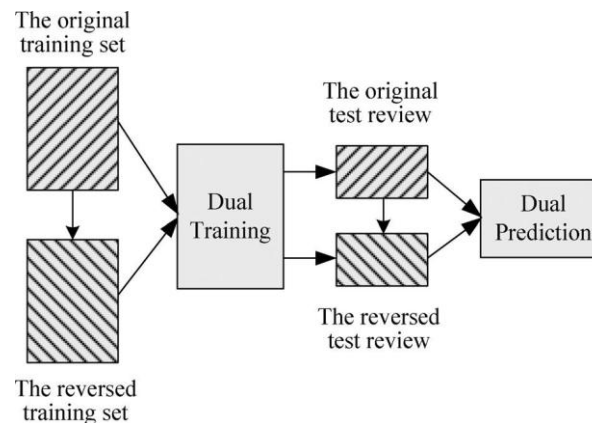 The original
training set
The reversed
training set
Dual
Training
The original
test review
The reversed
test review
Dual
Prediction